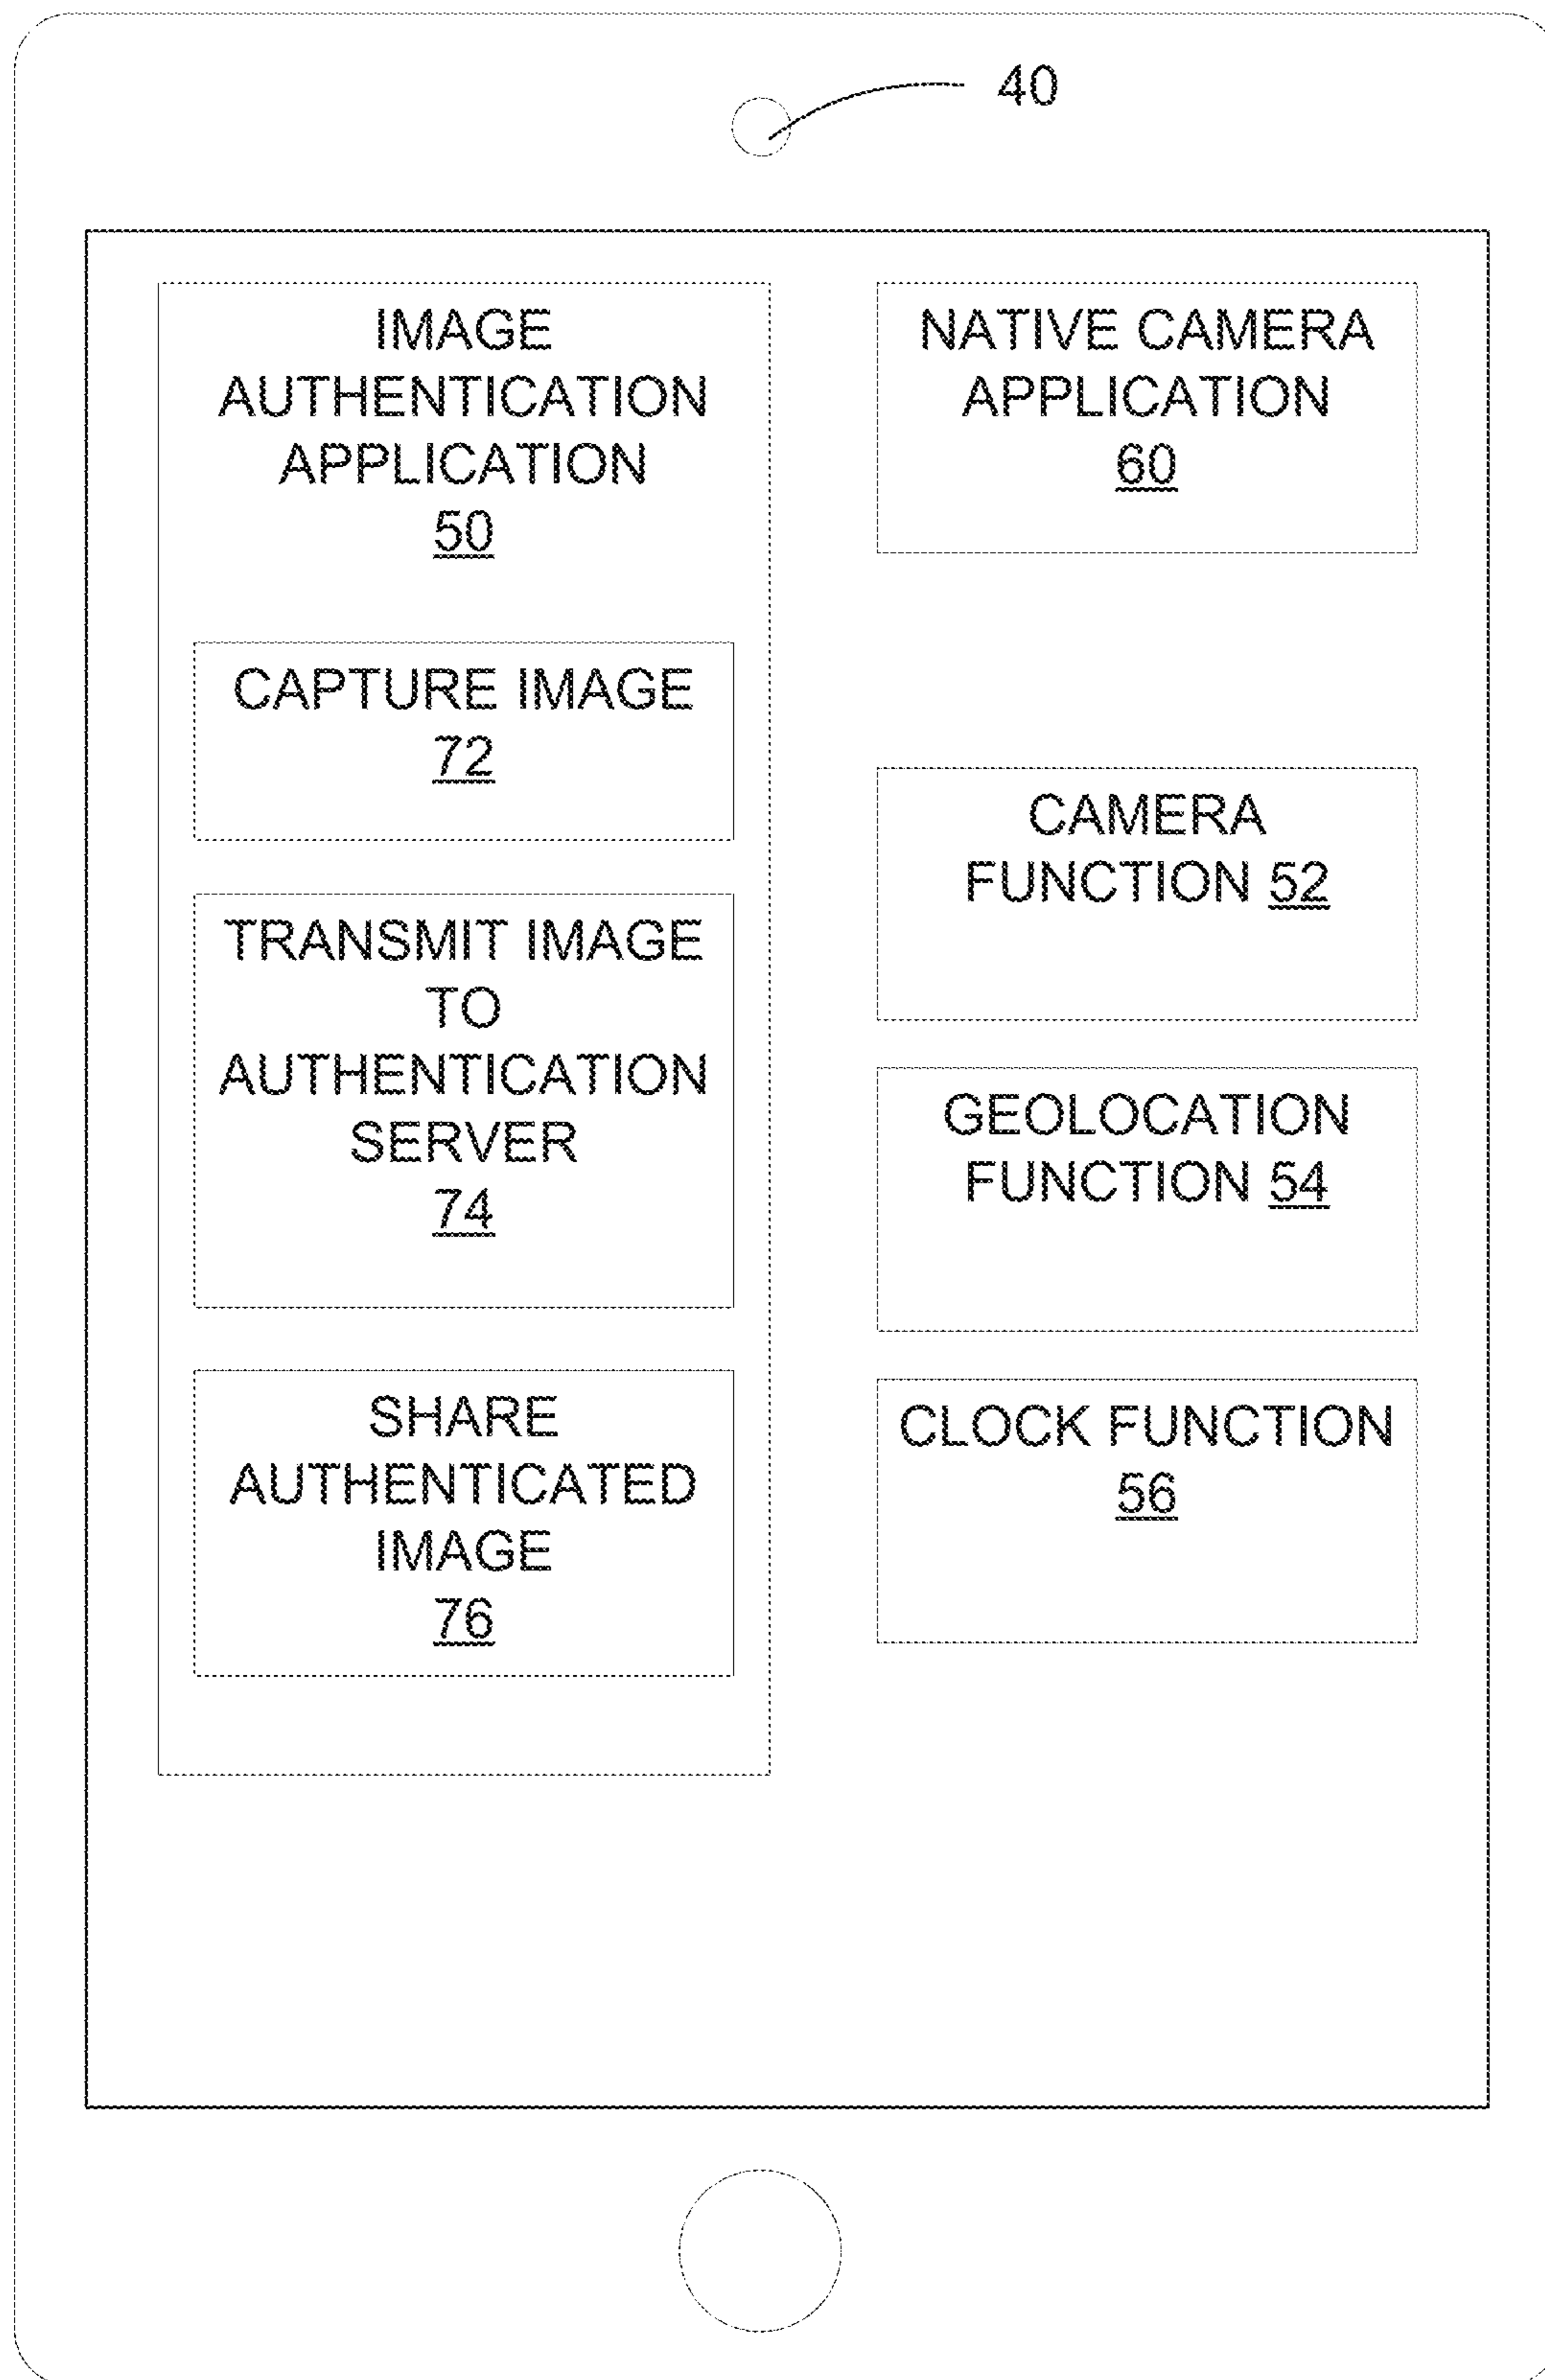 40
IMAGE
AUTHENTICATION
APPLICATION
50
CAPTURE IMAGE
72
TRANSMIT IMAGE
TO
AUTHENTICATION
SERVER
74
SHARE
AUTHENTICATED
IMAGE
76
NATIVE CAMERA
APPLICATION
60
CAMERA
FUNCTION 52
GEOLOCATION
FUNCTION 54
CLOCK FUNCTION
56